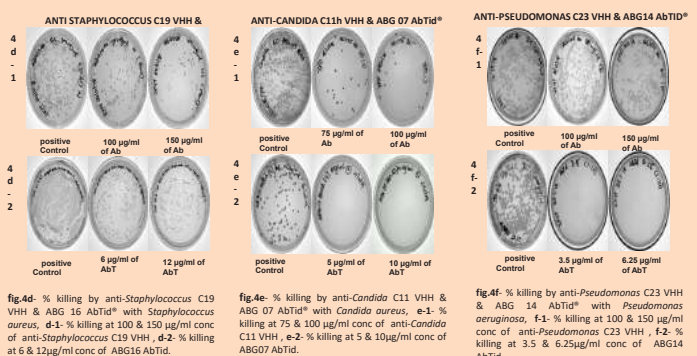 ANTI STAPHYLOCOCCUS C19 VHH &
4
d
-
1
positive
Control
100 µg/ml
of Ab
150 µg/ml
of Ab
4
d
-
2
positive
Control
6 µg/ml of
AbT
12 µg/ml of
AbT
fig.4d- % killing by anti-Staphylococcus C19
VHH & ABG 16 AbTid® with Staphylococcus
aureus, d-1- % killing at 100 & 150 µg/ml conc
of anti-Staphylococcus C19 VHH , d-2- % killing
at 6 & 12µg/ml conc of ABG16 AbTid.
ANTI-CANDIDA C11h VHH & ABG 07 AbTid®
4
e
-
1
positive
Control
75 µg/ml of
Ab
100 µg/ml
of Ab
4
e
-
2
positive
Control
5 µg/ml of
AbT
10 µg/ml of
AbT
fig.4e- % killing by anti-Candida C11 VHH &
ABG 07 AbTid® with Candida aureus, e-1- %
killing at 75 & 100 µg/ml conc of anti-Candida
C11 VHH , e-2- % killing at 5 & 10µg/ml conc of
ABG07 AbTid.
ANTI-PSEUDOMONAS C23 VHH & ABG14 AbTID®
4
f-
1
positive
Control
100 µg/ml
of Ab
150 µg/ml
of Ab
4
f-
2
positive
Control
3.5 µg/ml of
AbT
6.25 µg/ml of
AbT
fig.4f- % killing by anti-Pseudomonas C23 VHH
& ABG 14 AbTid® with Pseudomonas
aeruginosa, f-1- % killing at 100 & 150 µg/ml
conc of anti-Pseudomonas C23 VHH , f-2- %
killing at 3.5 & 6.25µg/ml conc of ABG14
AbTid.